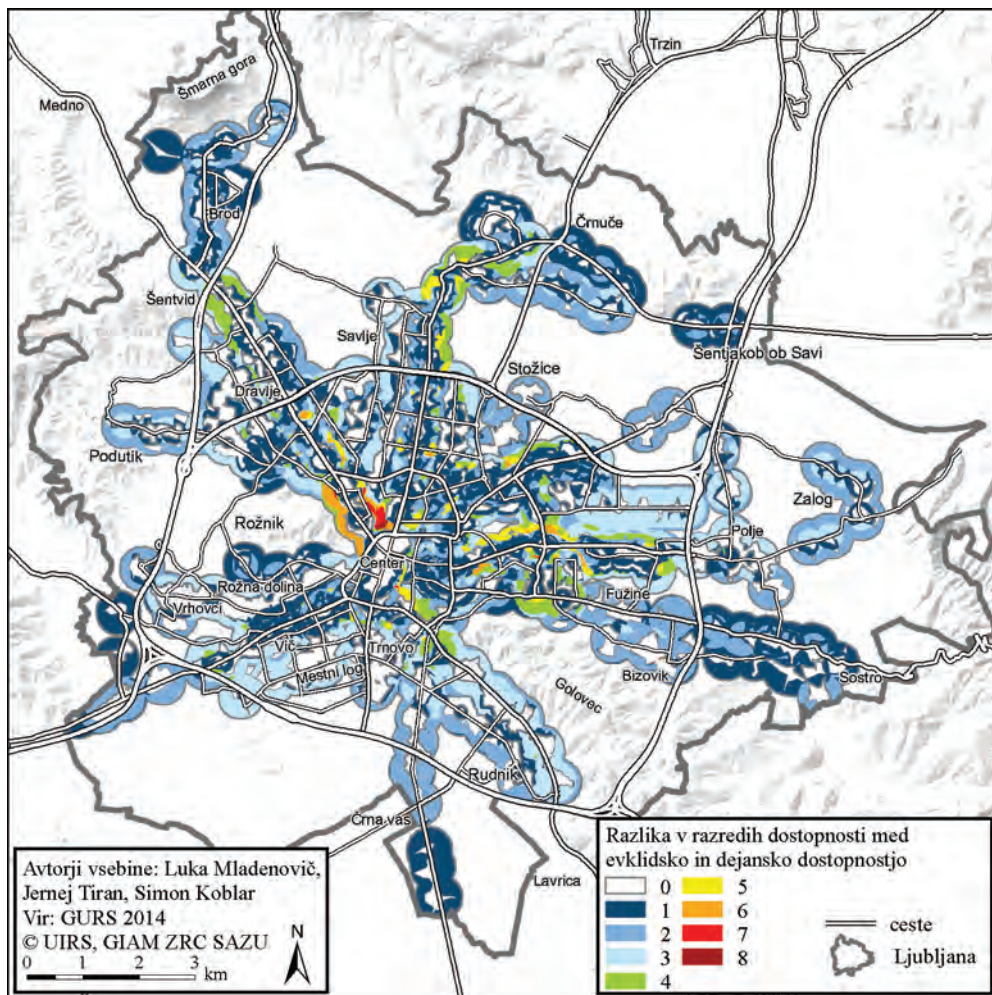 Trzin
Šmarna gora
Medno
Brod
Črnuče
Šentvid
Savlje
Šentjakob ob Savi
Stožice
Dravlje
Podutik
Zalog
Rožnik
Polje
Center
Rožna dolina
Fužine
Vrhovci
Vič
Trnovo
Mestni log
Bizovik
Sostro
Golovec
Rudnik
Črna vas
Lavrica
Avtorji vsebine: Luka Mladenovič,
Jernej Tiran, Simon Koblar
Vir: GURS 2014
© UIRS, GIAM ZRC SAZU
N
0 1 2 3
km
Razlika v razredih dostopnosti med
evklidsko in dejansko dostopnostjo
0 5
1 6
2 7
3 8
4
ceste
Ljubljana